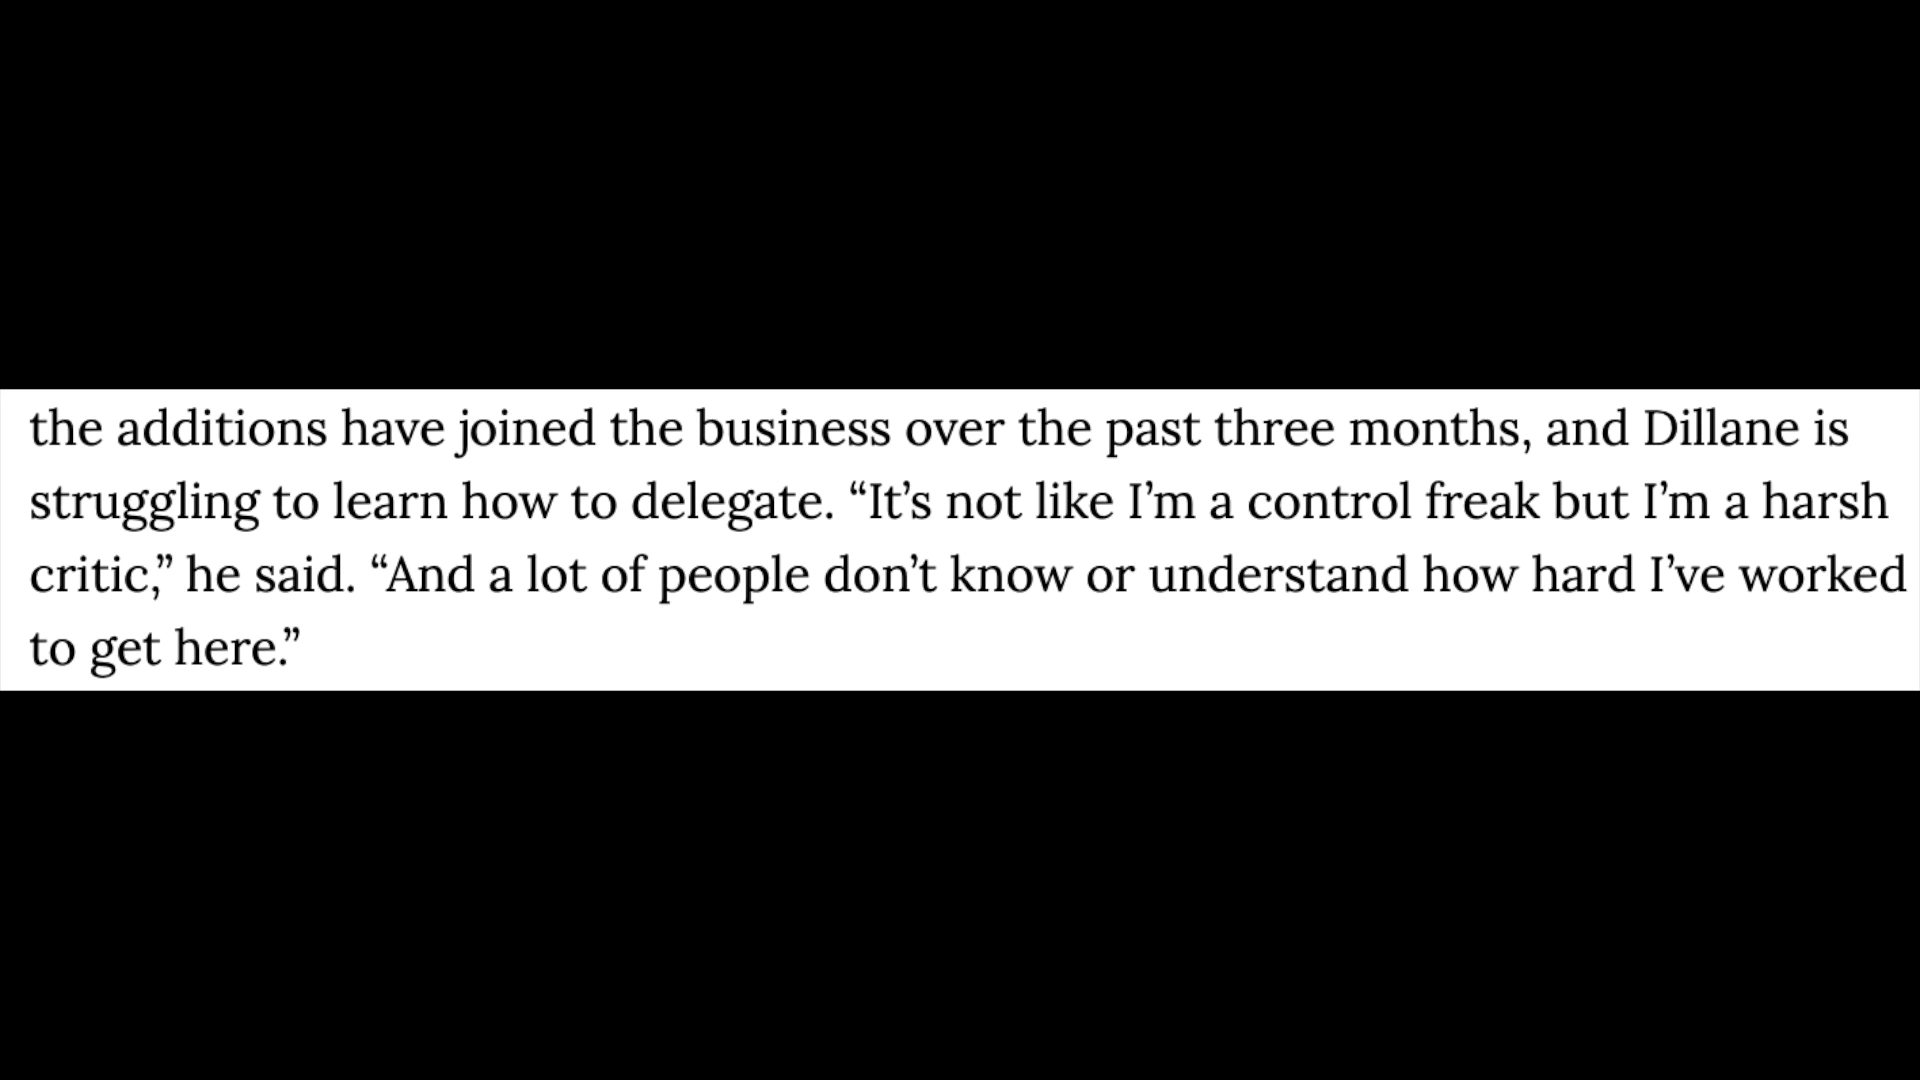 the additions have joined the business over the past three months, and Dillane is
struggling to learn how to delegate. “It’s not like I’m a control freak but I’m a harsh
critic,” he said. “And a lot of people don’t know or understand how hard I’ve worked
to get here.”